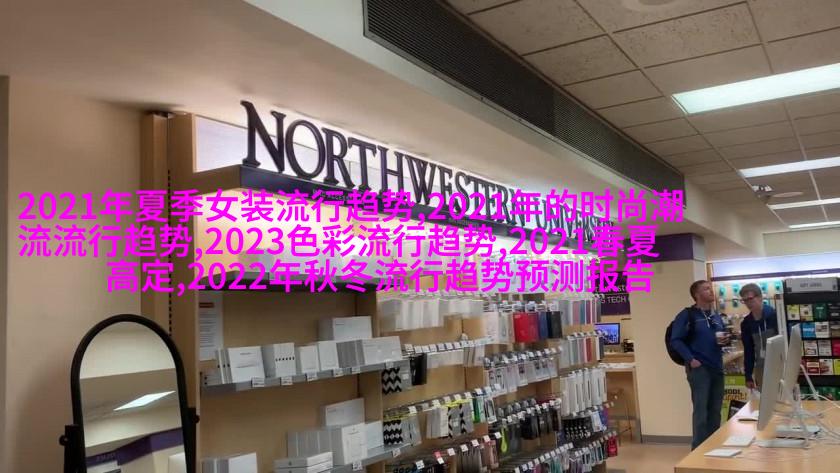 NORTHWESTERN UNIVERSITY
2021年夏季女装流行趋势,2021年的时尚潮
流流行趋势,2023色彩流行趋势,2021春夏
高定,2022年秋冬流行趋势预测报告